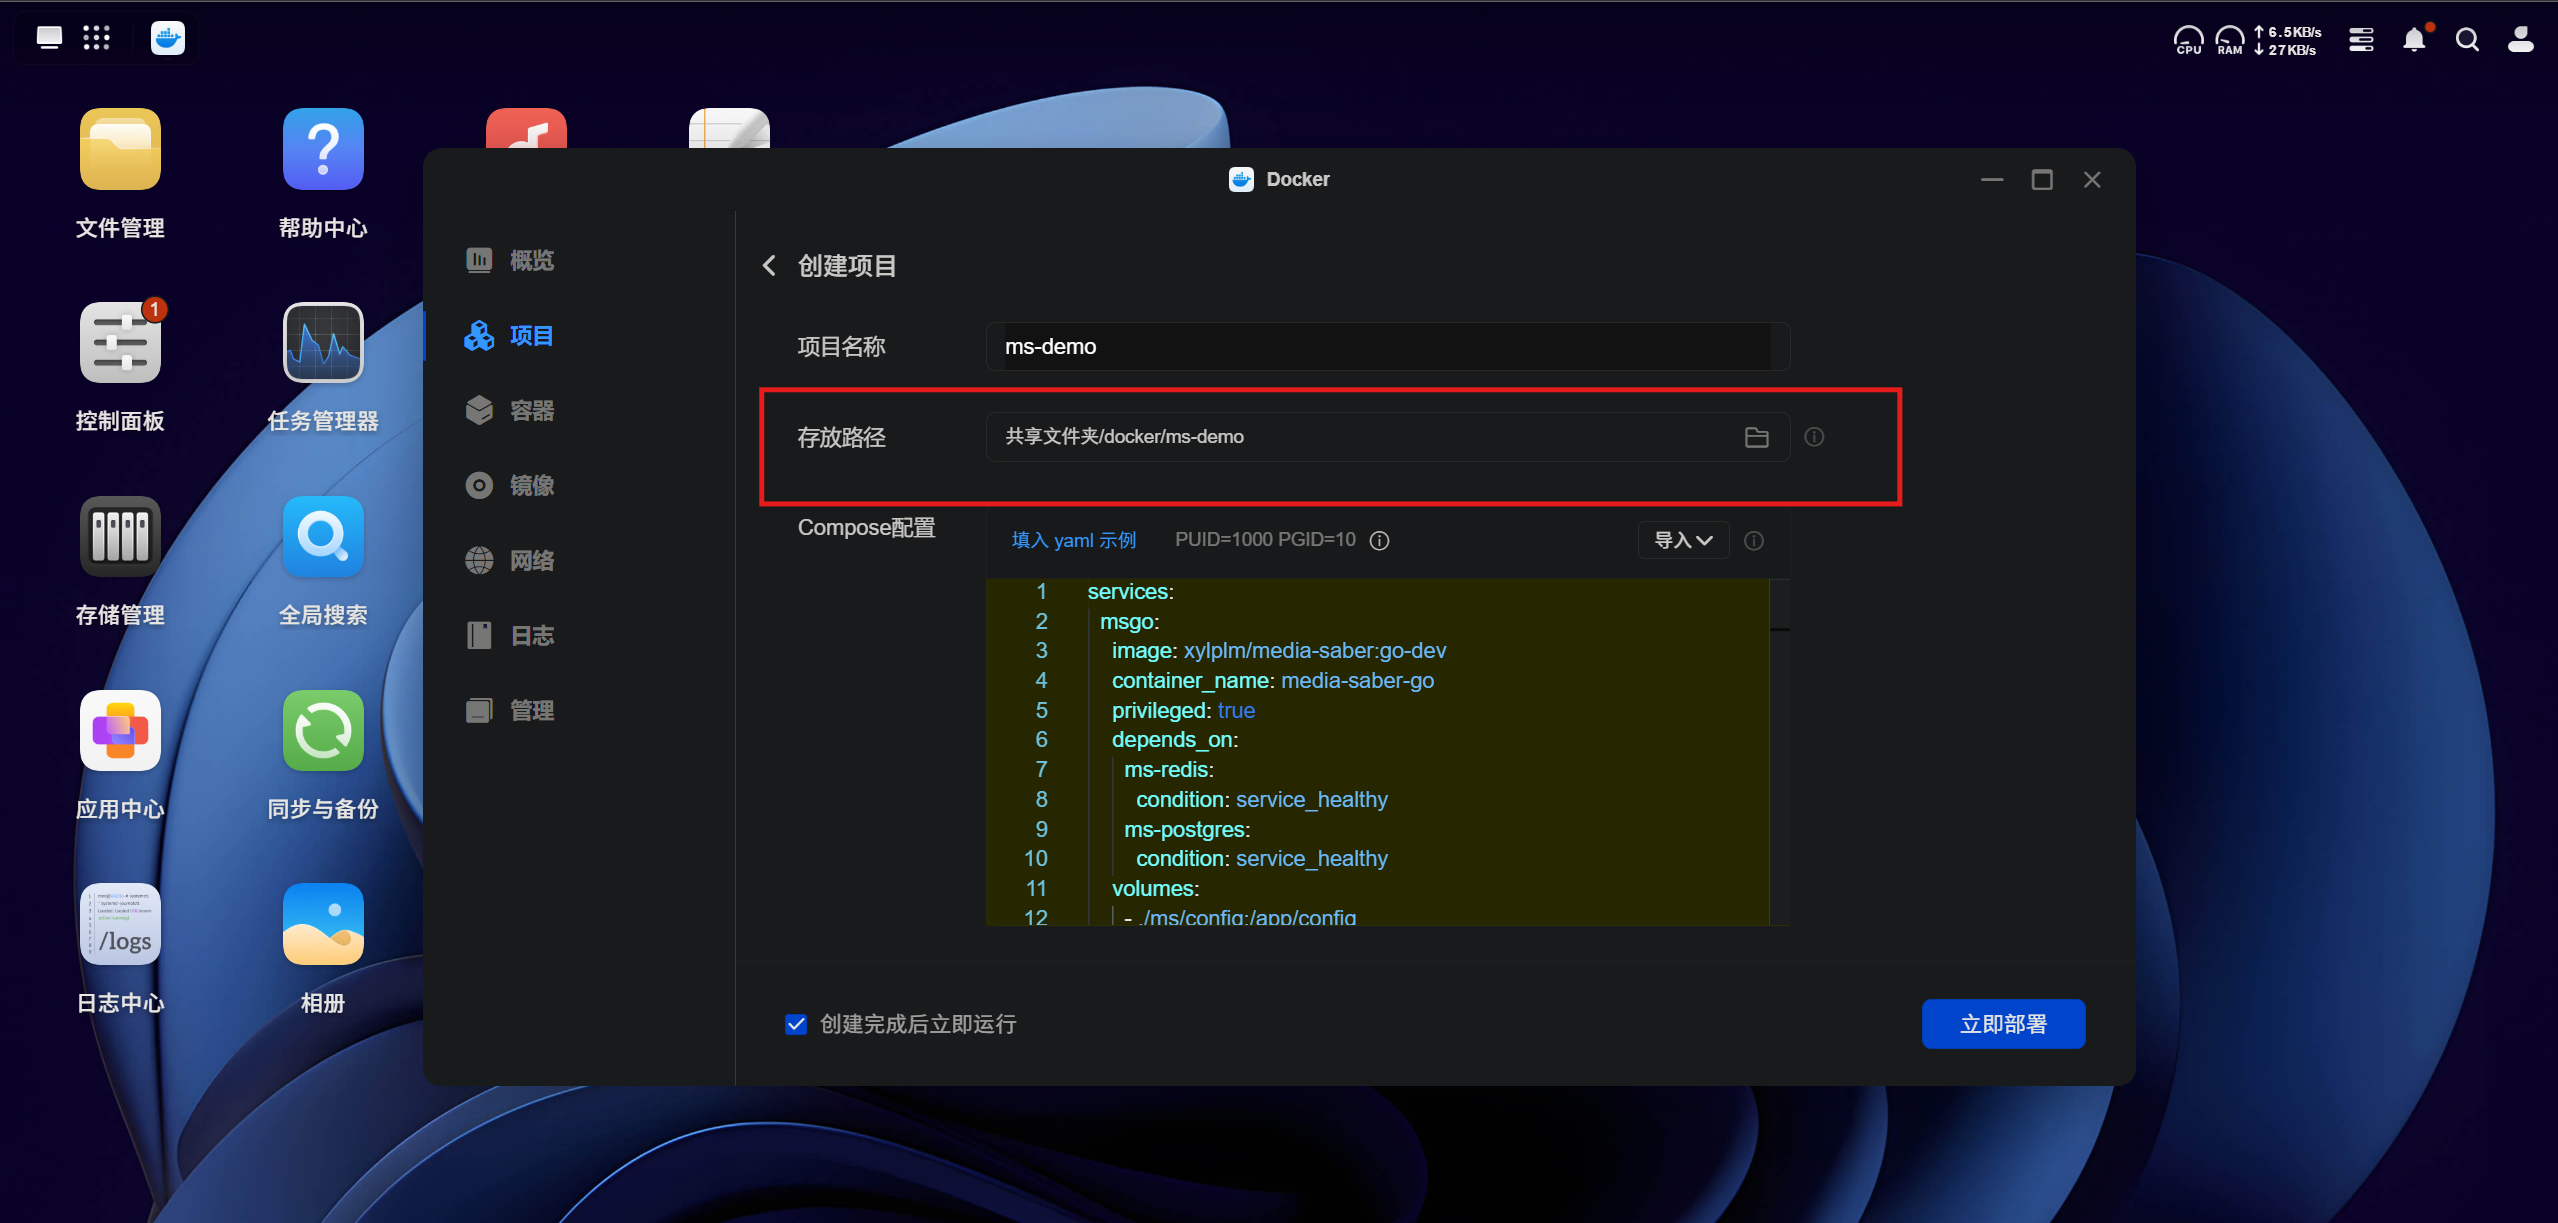 CPU
RAM
6.5KB/s
27KB/s
文件管理
帮助中心
控制面板
1
任务管理器
存储管理
全局搜索
应用中心
同步与备份
/logs
日志中心
相册
Docker
概览
项目
容器
镜像
网络
日志
管理
创建项目
项目名称
ms-demo
存放路径
共享文件夹/docker/ms-demo
Compose配置
填入 yaml 示例
PUID=1000 PGID=10
导入
1 services:
2 msgo:
3 image: xylplm/media-saber:go-dev
4 container_name: media-saber-go
5 privileged: true
6 depends_on:
7 ms-redis:
8 condition: service_healthy
9 ms-postgres:
10 condition: service_healthy
11 volumes:
12 - ./ms/config:/app/config
创建完成后立即运行
立即部署